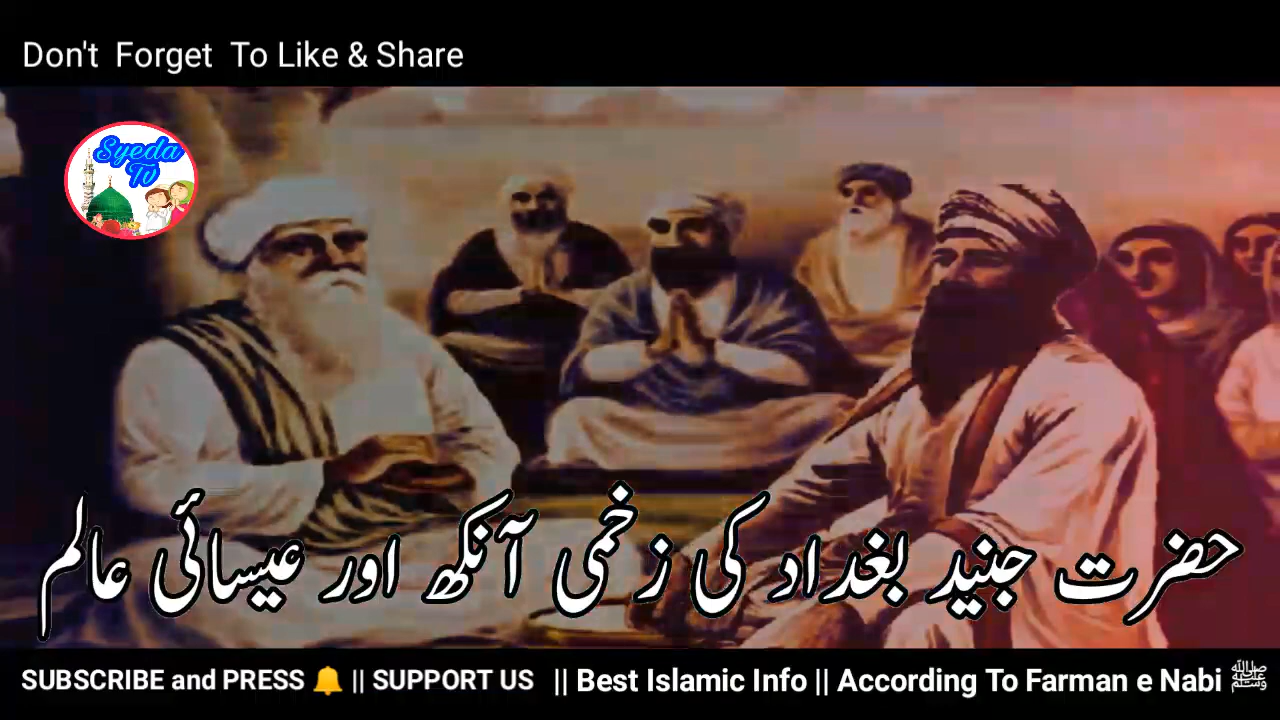 Don't Forget To Like & Share
Syeda
Tv
حضرت جنید بغداد کی زخمی آنکھ اور عیسائی عالم
SUBSCRIBE and PRESS 🔔 || SUPPORT US || Best Islamic Info || According To Farman e Nabi ﷺ